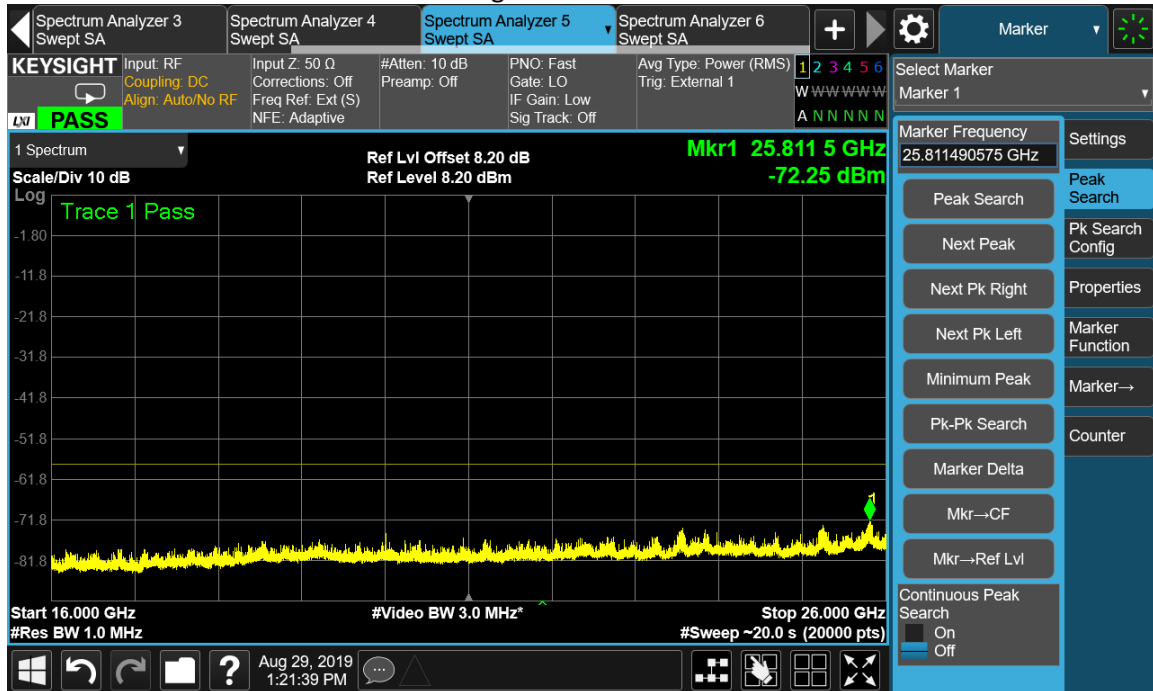 Spectrum Analyzer 3
Swept SA
Spectrum Analyzer 4
Swept SA
Spectrum Analyzer 5
Swept SA
Spectrum Analyzer 6
Swept SA
+
Marker
KEYSIGHT
LXI
PASS
Input: RF
Coupling: DC
Align: Auto/No RF
Input Z: 50 Ω
Corrections: Off
Freq Ref: Ext (S)
NFE: Adaptive
#Atten: 10 dB
Preamp: Off
PNO: Fast
Gate: LO
IF Gain: Low
Sig Track: Off
Avg Type: Power (RMS)
Trig: External 1
1 2 3 4 5 6
W W W W W W
A N N N N N
Select Marker
Marker 1
1 Spectrum
Scale/Div 10 dB
Ref Lvl Offset 8.20 dB
Ref Level 8.20 dBm
Mkr1 25.811 5 GHz
-72.25 dBm
Log
Trace 1 Pass
-1.80
-11.8
-21.8
-31.8
-41.8
-51.8
-61.8
-71.8
-81.8
1
Start 16.000 GHz
#Res BW 1.0 MHz
#Video BW 3.0 MHz*
Stop 26.000 GHz
#Sweep ~20.0 s (20000 pts)
Marker Frequency
25.811490575 GHz
Peak Search
Next Peak
Next Pk Right
Next Pk Left
Minimum Peak
Pk-Pk Search
Marker Delta
Mkr→CF
Mkr→Ref Lvl
Continuous Peak
Search
On
Off
Settings
Peak
Search
Pk Search
Config
Properties
Marker
Function
Marker→
Counter
?
Aug 29, 2019
1:21:39 PM